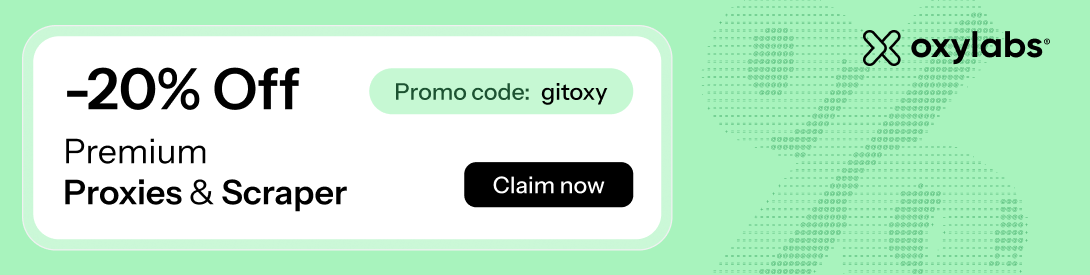 -20% Off
Promo code: gitoxy
Premium
Proxies & Scraper
Claim now
oxylabs®